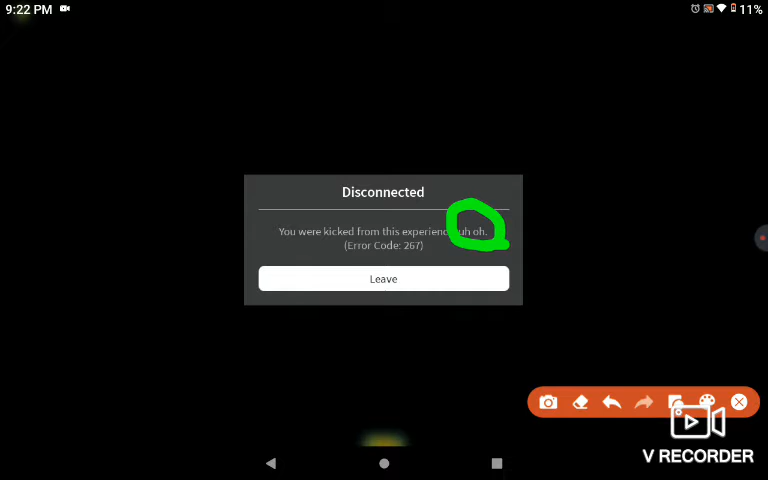 9:22 PM
11%
Disconnected
You were kicked from this experience: uh oh.
(Error Code: 267)
Leave
V RECORDER